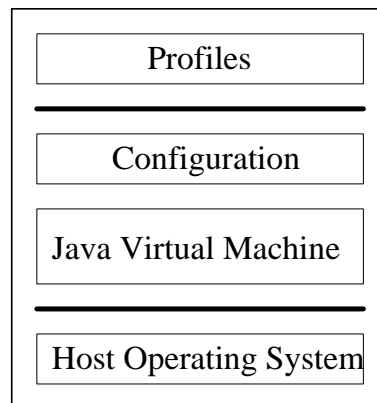 Profiles
Configuration
Java Virtual Machine
Host Operating System